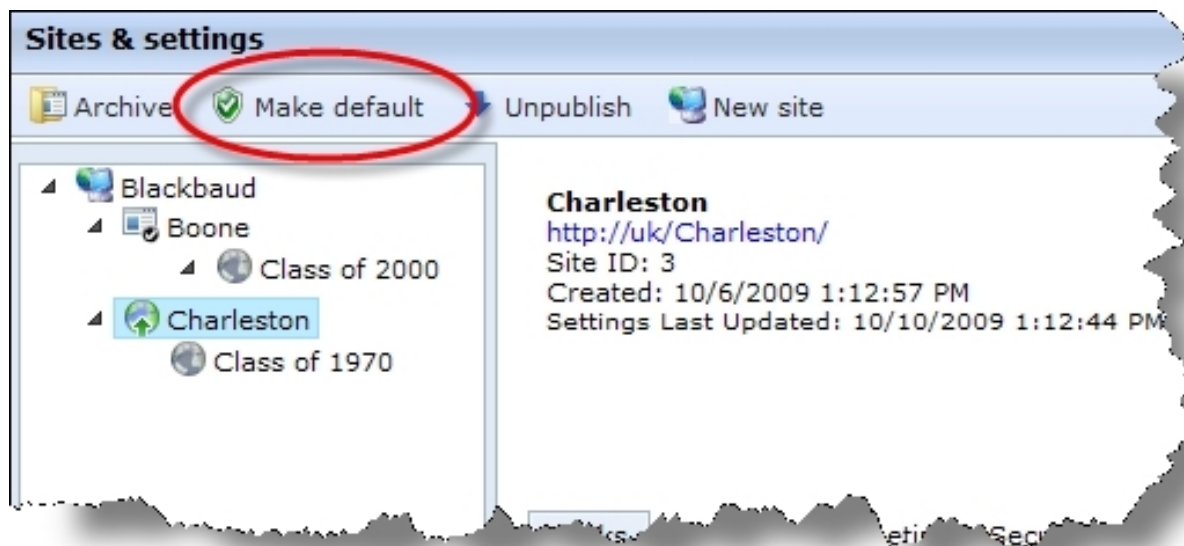 Sites & settings
Archive Make default Unpublish New site
Blackbaud
Boone
Class of 2000
Charleston
Class of 1970
Charleston
http://uk/Charleston/
Site ID: 3
Created: 10/6/2009 1:12:57 PM
Settings Last Updated: 10/10/2009 1:12:44 PM